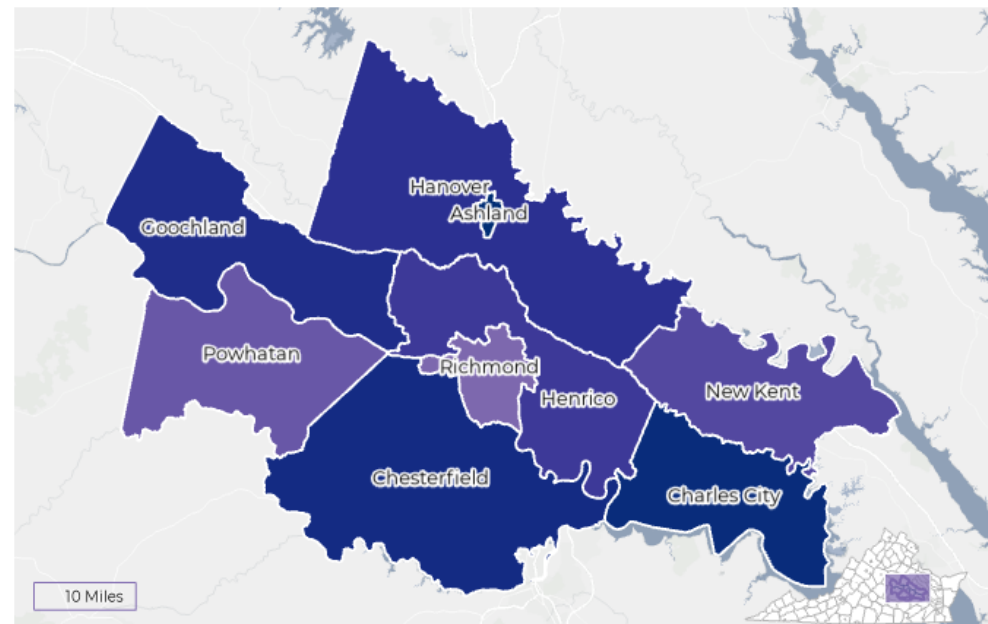 Hanover
Ashland
Goochland
Powhatan
Richmond
Henrico
New Kent
Chesterfield
Charles City
10 Miles